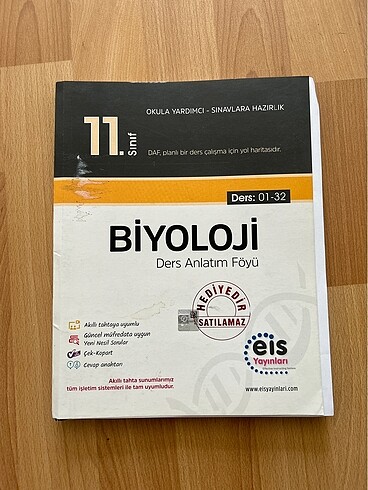 OKULA YARDIMCI - SINAVLARA HAZIRLIK
11.
Sınıf
DAF, planlı bir ders çalışma için yol haritasıdır.
Ders: 01-32
BİYOLOJİ
Ders Anlatım Föyü
HEDİYEDİR
SATILAMAZ
Akıllı tahtaya uyumlu
Güncel müfredata uygun
Yeni Nesil Sorular
Çek-Kopart
Cevap anahtarı
eis
Yayınları
Akıllı tahta sunumlarımız
tüm işletim sistemleri ile tam uyumludur.
www.eisyayinlari.com